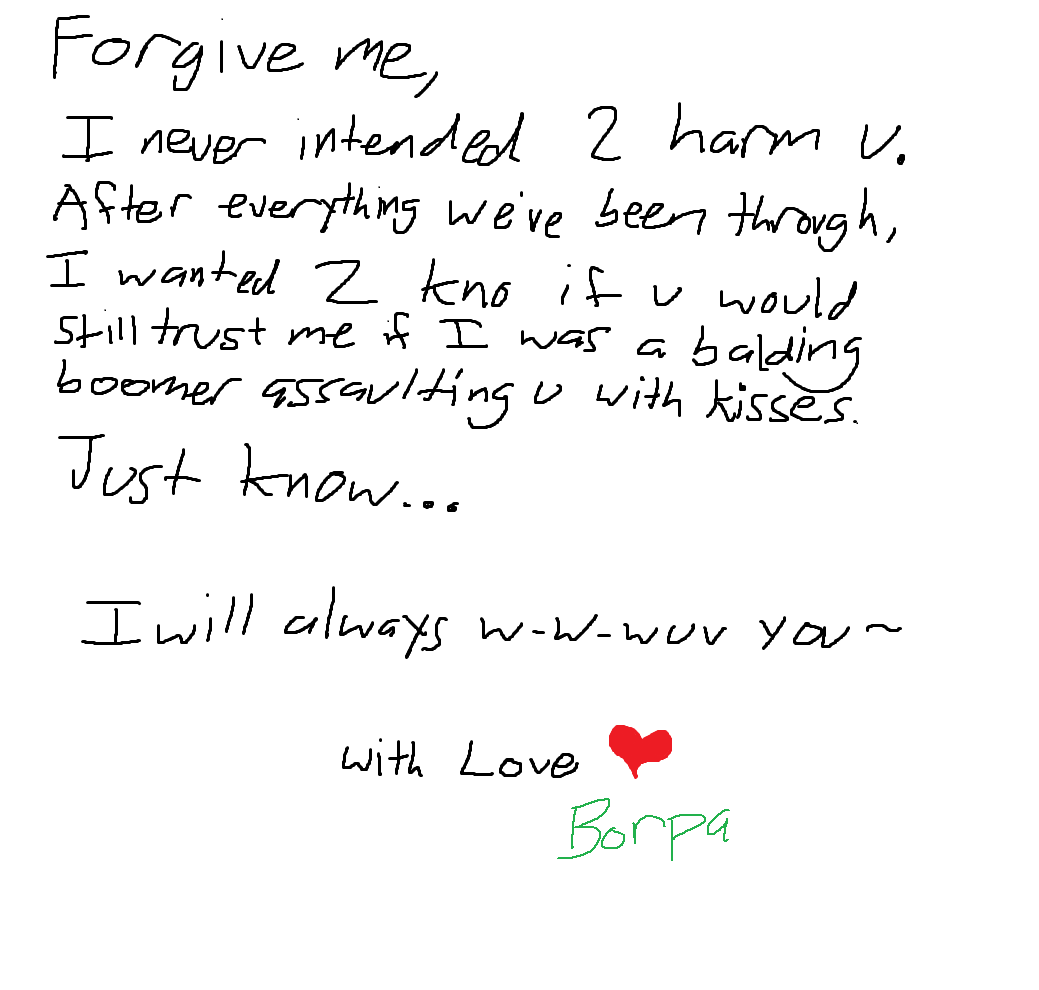 Forgive me,
I never intended 2 harm u.
After everything we've been through,
I wanted 2 kno if u would
still trust me if I was a balding
boomer assaulting u with kisses.
Just know...
I will always w-w-wuv you~
with Love ❤
Borpa